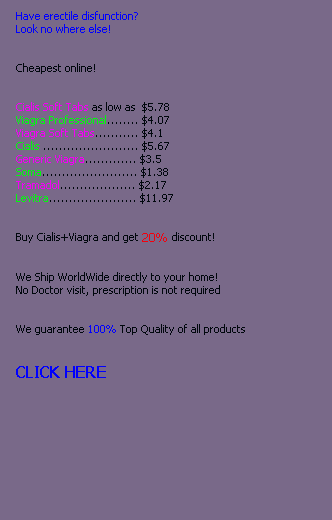 Have erectile disfunction?
Look no where else!
Cheapest online!
Cialis Soft Tabs as low as $5.78
Viagra Professional........ $4.07
Viagra Soft Tabs........... $4.1
Cialis ........................ $5.67
Generic Viagra............. $3.5
Soma........................ $1.38
Tramadol................... $2.17
Levitra...................... $11.97
Buy Cialis+Viagra and get 20% discount!
We Ship WorldWide directly to your home!
No Doctor visit, prescription is not required
We guarantee 100% Top Quality of all products
CLICK HERE